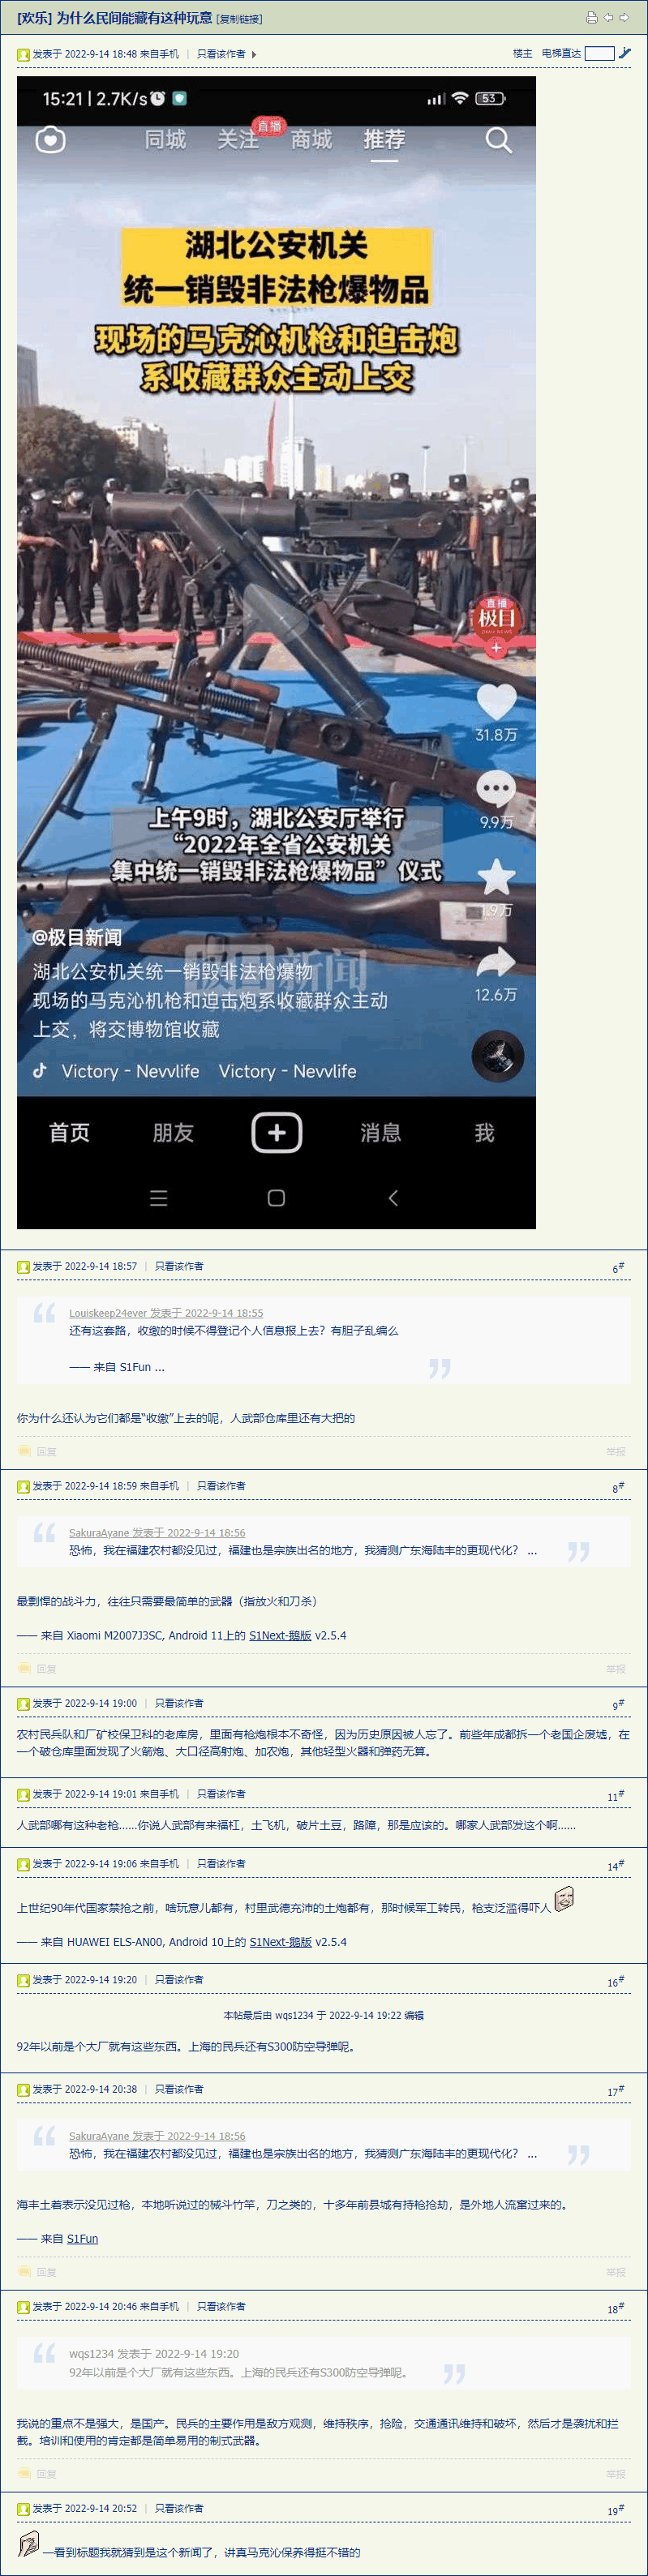 [欢乐] 为什么民间能藏有这种玩意 [复制链接]
发表于 2022-9-14 18:48 来自手机 | 只看该作者
楼主 电梯直达
15:21 | 2.7K/s
53
同城 关注 直播 商城 推荐
湖北公安机关
统一销毁非法枪爆物品
现场的马克沁机枪和迫击炮
系收藏群众主动上交
直播
极目
31.8万
9.9万
1.9万
12.6万
上午9时，湖北公安厅举行
“2022年全省公安机关
集中统一销毁非法枪爆物品”仪式
@极目新闻
极目新闻
JIMU NEWS
湖北公安机关统一销毁非法枪爆物
现场的马克沁机枪和迫击炮系收藏群众主动
上交，将交博物馆收藏
Victory - Nevvlife Victory - Nevvlife
首页 朋友 消息 我
发表于 2022-9-14 18:57 | 只看该作者
6#
Louiskeep24ever 发表于 2022-9-14 18:55
还有这套路，收缴的时候不得登记个人信息报上去？有胆子乱编么
—— 来自 S1Fun ...
你为什么还认为它们都是“收缴”上去的呢，人武部仓库里还有大把的
回复 举报
发表于 2022-9-14 18:59 来自手机 | 只看该作者
8#
SakuraAyane 发表于 2022-9-14 18:56
恐怖，我在福建农村都没见过，福建也是宗族出名的地方，我猜测广东海陆丰的更现代化？ ...
最剽悍的战斗力，往往只需要最简单的武器（指放火和刀杀）
—— 来自 Xiaomi M2007J3SC, Android 11上的 S1Next-鹅版 v2.5.4
回复 举报
发表于 2022-9-14 19:00 | 只看该作者
9#
农村民兵队和厂矿校保卫科的老库房，里面有枪炮根本不奇怪，因为历史原因被人忘了。前些年成都拆一个老国企废墟，在
一个破仓库里面发现了火箭炮、大口径高射炮、加农炮，其他轻型火器和弹药无算。
发表于 2022-9-14 19:01 来自手机 | 只看该作者
11#
人武部哪有这种老枪……你说人武部有来福杠，土飞机，破片土豆，路障，那是应该的。哪家人武部发这个啊……
发表于 2022-9-14 19:06 来自手机 | 只看该作者
14#
上世纪90年代国家禁抢之前，啥玩意儿都有，村里武德充沛的土炮都有，那时候军工转民，枪支泛滥得吓人
—— 来自 HUAWEI ELS-AN00, Android 10上的 S1Next-鹅版 v2.5.4
发表于 2022-9-14 19:20 | 只看该作者
16#
本帖最后由 wqs1234 于 2022-9-14 19:22 编辑
92年以前是个大厂就有这些东西。上海的民兵还有S300防空导弹呢。
发表于 2022-9-14 20:38 | 只看该作者
17#
SakuraAyane 发表于 2022-9-14 18:56
恐怖，我在福建农村都没见过，福建也是宗族出名的地方，我猜测广东海陆丰的更现代化？ ...
海丰土着表示没见过枪，本地听说过的械斗竹竿，刀之类的，十多年前县城有持枪抢劫，是外地人流窜过来的。
—— 来自 S1Fun
回复 举报
发表于 2022-9-14 20:46 来自手机 | 只看该作者
18#
wqs1234 发表于 2022-9-14 19:20
92年以前是个大厂就有这些东西。上海的民兵还有S300防空导弹呢。
我说的重点不是强大，是国产。民兵的主要作用是敌方观测，维持秩序，抢险，交通通讯维持和破坏，然后才是袭扰和拦
截。培训和使用的肯定都是简单易用的制式武器。
回复 举报
发表于 2022-9-14 20:52 | 只看该作者
19#
一看到标题我就猜到是这个新闻了，讲真马克沁保养得挺不错的